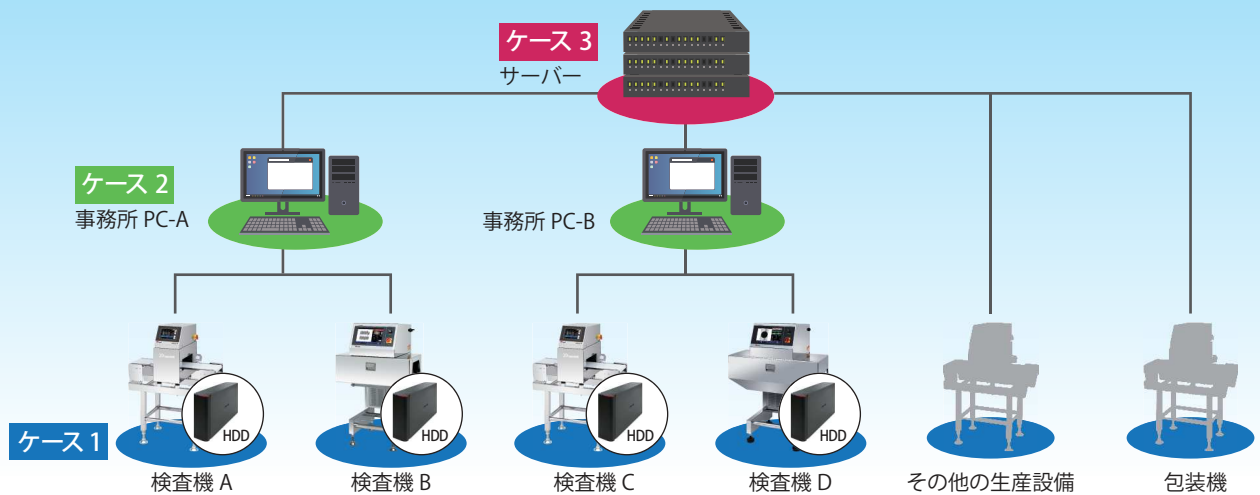 ケース 3
サーバー
ケース 2
事務所 PC-A
事務所 PC-B
HDD
HDD
HDD
HDD
ケース 1
検査機 A
検査機 B
検査機 C
検査機 D
その他の生産設備
包装機